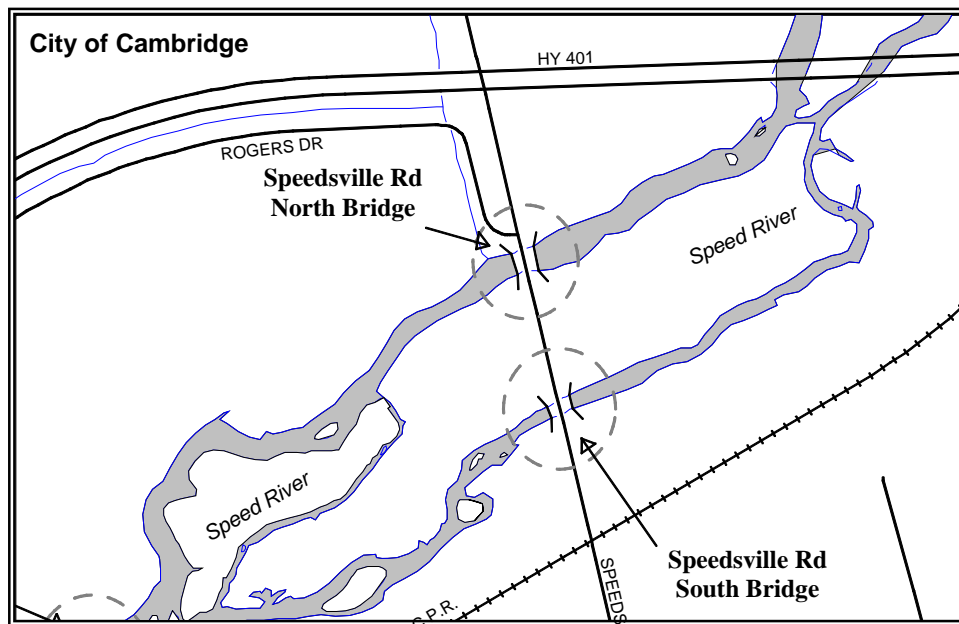 City of Cambridge
HY 401
ROGERS DR
Speedsville Rd
North Bridge
Speed River
Speed River
Speedsville Rd
South Bridge
SPEEDS
C.P.R.